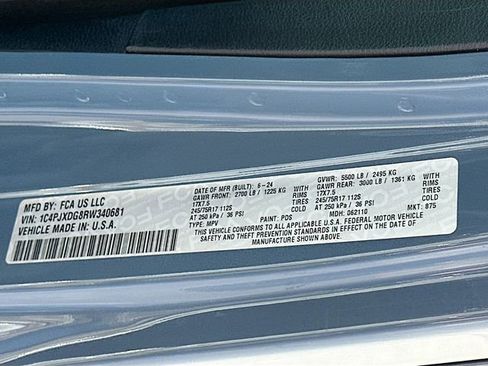 MFD BY: FCA US LLC
VIN: 1C4PJXDG8RW340681
VEHICLE MADE IN: U.S.A.
DATE OF MFR (BUILT) 5-24
GAWR FRONT: 2700 LB / 1225 KG WITH
17X7.5 RIMS
245/75R17 112S TIRES
AT 250 kPa / 36 PSI COLD
TYPE: MPV PAINT: PDS
GVWR: 5500 LB / 2495 KG
GAWR REAR: 3000 LB / 1361 KG WITH
17X7.5 RIMS
245/75R17 112S TIRES
AT 250 kPa / 36 PSI COLD
MDH: 062110 MKT: 875
THIS VEHICLE CONFORMS TO ALL APPLICABLE U.S.A. FEDERAL MOTOR VEHICLE
SAFETY AND THEFT PREVENTION STANDARDS IN EFFECT ON THE DATE OF
MANUFACTURE SHOWN ABOVE.